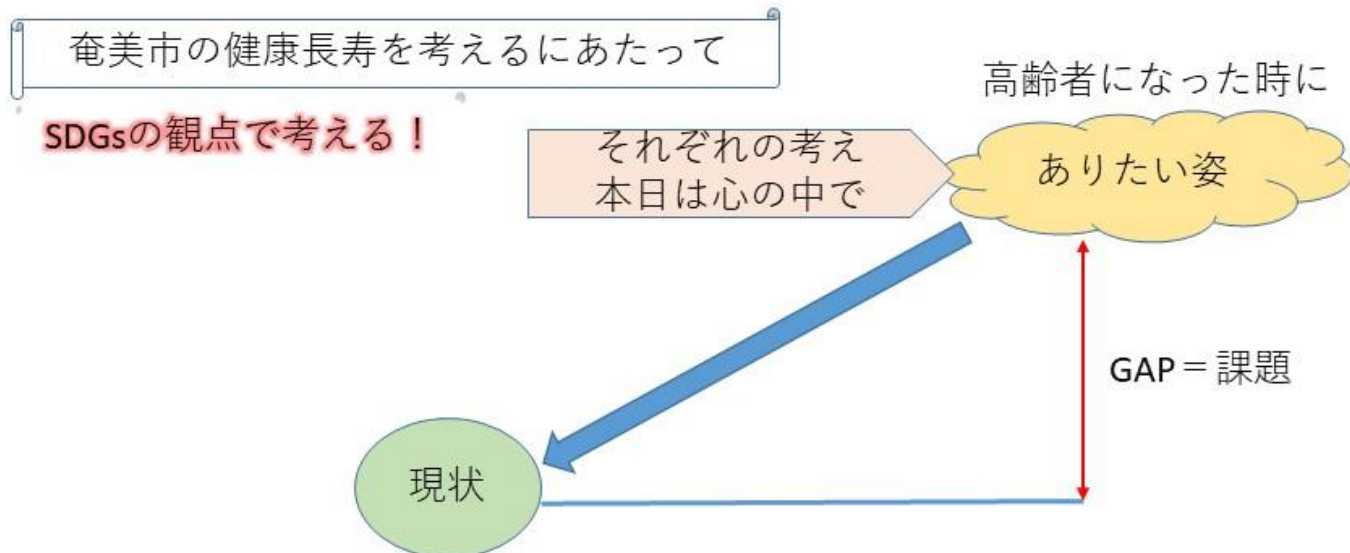 奄美市の健康長寿を考えるにあたって
高齢者になった時に
SDGsの観点で考える！
それぞれの考え
本日は心の中で
ありたい姿
GAP＝課題
現状